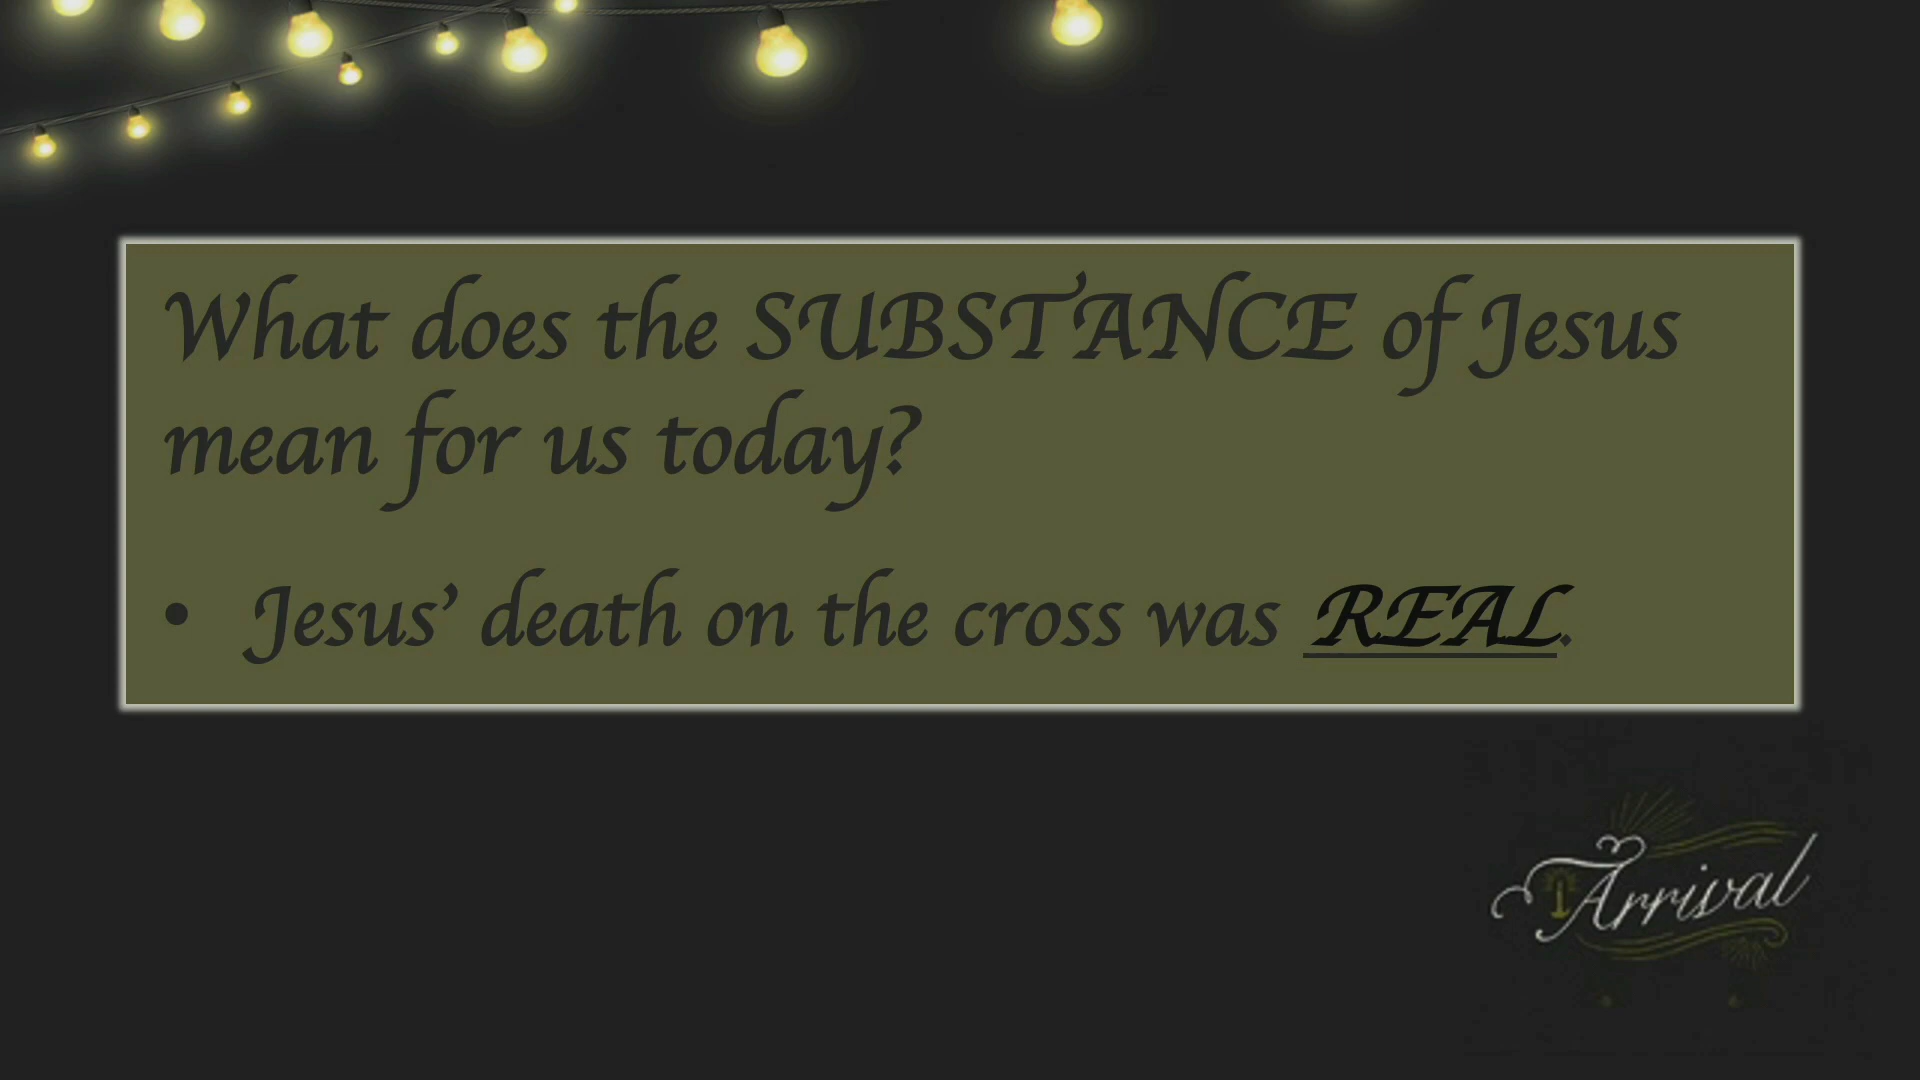 What does the SUBSTANCE of Jesus
mean for us today?
• Jesus’ death on the cross was REAL.
Arrival